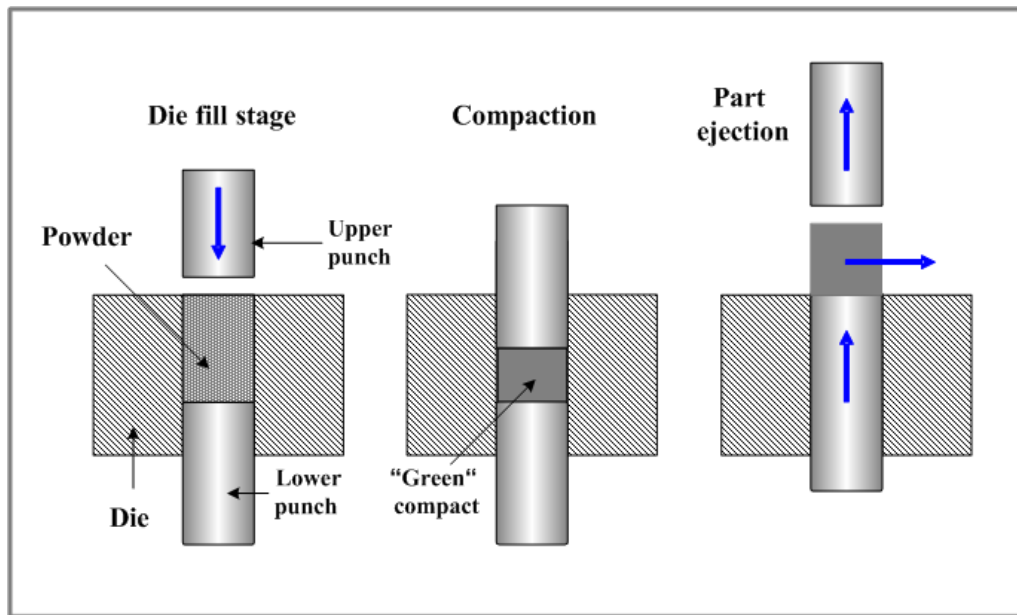 Die fill stage
Compaction
Part
ejection
Powder
Upper
punch
Die
Lower
punch
“Green“
compact